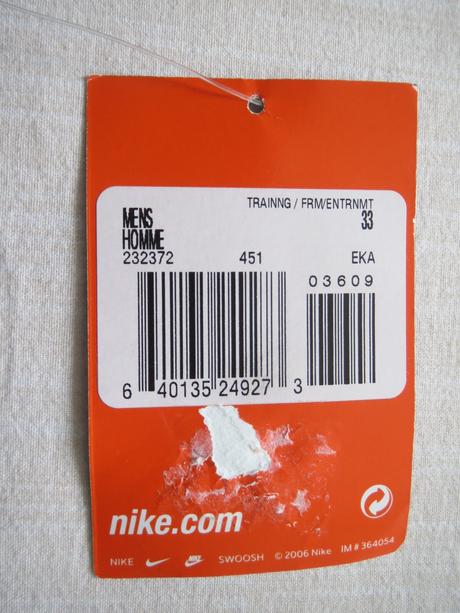 TRAINNG / FRM/ENTRNMT
MENS 33
HOMME
232372 451 EKA
03609
6 40135 24927 3
nike.com
NIKE NIKE SWOOSH © 2006 Nike IM # 364054